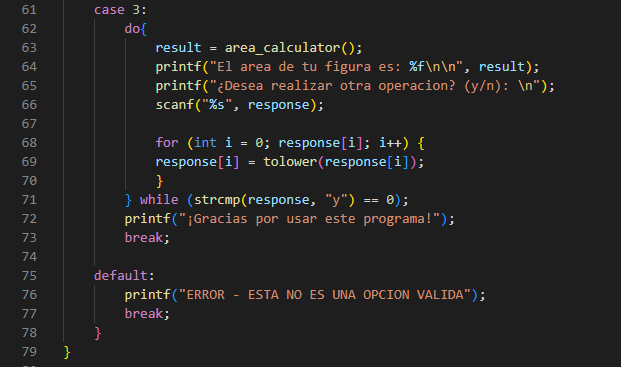 61 case 3:
62 do{
63 result = area_calculator();
64 printf("El area de tu figura es: %f\n\n", result);
65 printf("¿Desea realizar otra operacion? (y/n): \n");
66 scanf("%s", response);
67
68 for (int i = 0; response[i]; i++) {
69 response[i] = tolower(response[i]);
70 }
71 } while (strcmp(response, "y") == 0);
72 printf("¡Gracias por usar este programa!");
73 break;
74
75 default:
76 printf("ERROR - ESTA NO ES UNA OPCION VALIDA");
77 break;
78 }
79 }